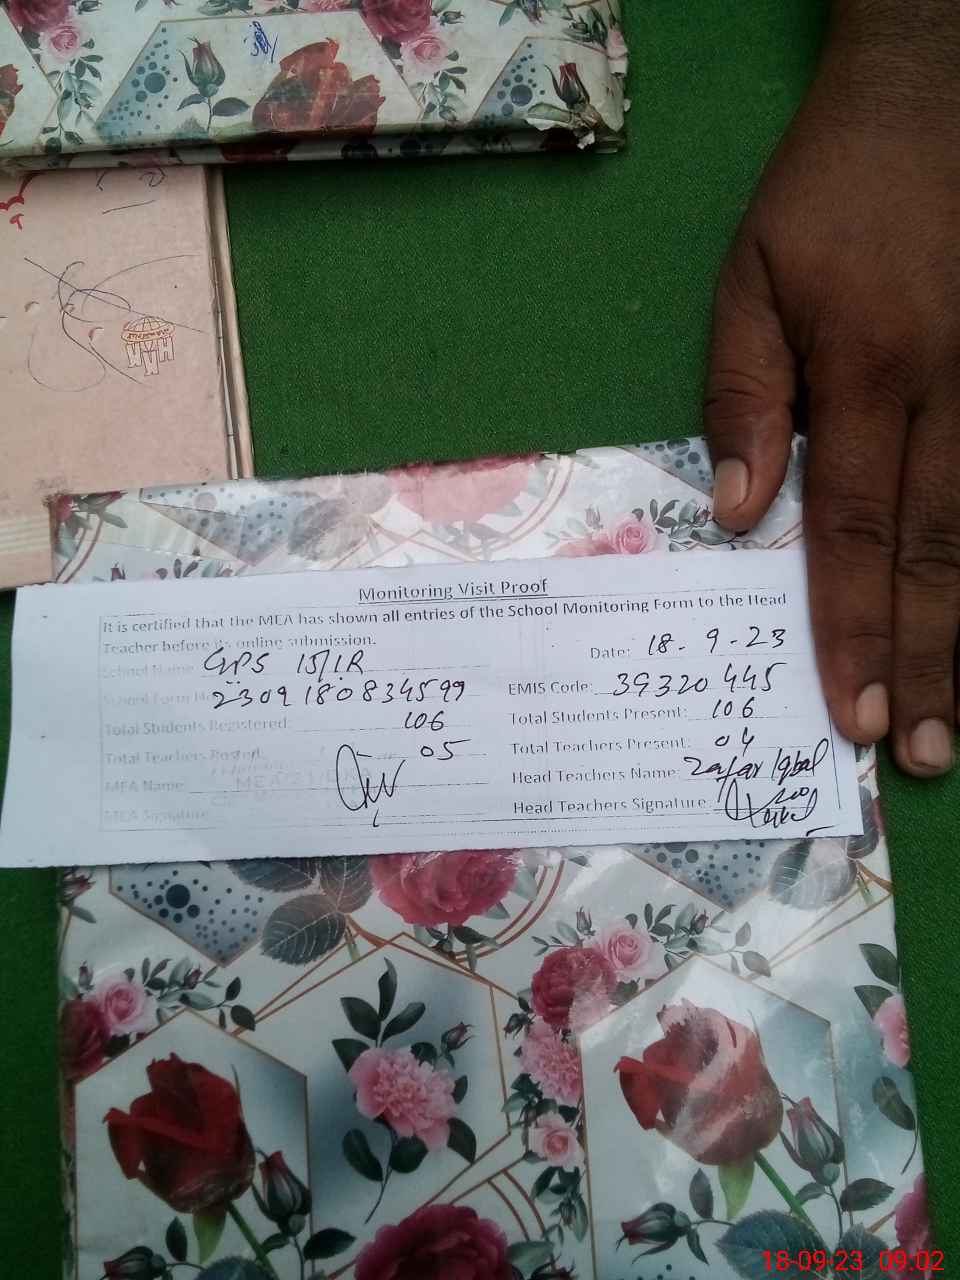 Monitoring Visit Proof
It is certified that the MEA has shown all entries of the School Monitoring Form to the Head
Teacher before its online submission.
Date: 18-9-23
School Name GPS 15/1R
School Form No 2309180834599
EMIS Code: 39320445
Total Students Registered: 106
Total Students Present: 106
Total Teachers Posted: 05
Total Teachers Present: 04
MEA Name:
Head Teachers Name: Zafar Iqbal
MEA Signature:
Head Teachers Signature:
18-09-23 09:02